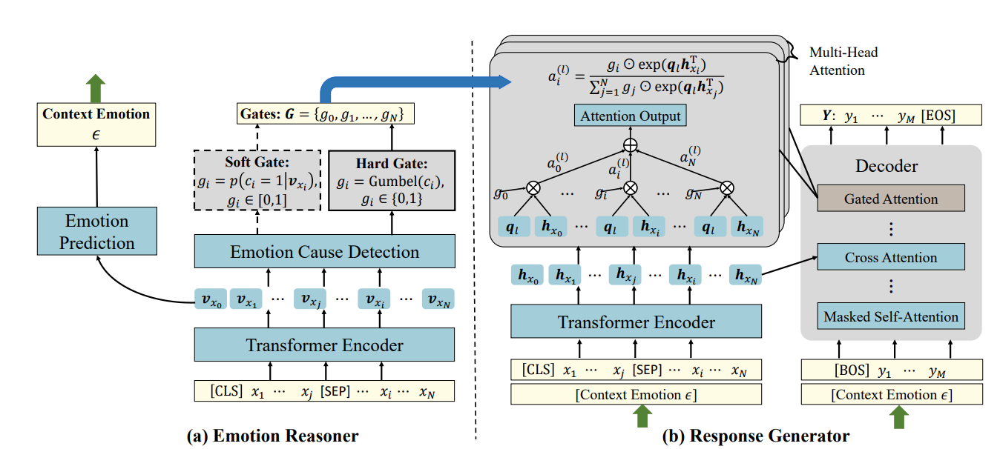 Context Emotion
ϵ
Emotion
Prediction
Gates: G = {g_0, g_1, ..., g_N}
Soft Gate:
g_i = p(c_i = 1|v_{x_i}),
g_i ∈ [0,1]
Hard Gate:
g_i = Gumbel(c_i),
g_i ∈ {0,1}
Emotion Cause Detection
v_{x_0} v_{x_1} ⋯ v_{x_j} ⋯ v_{x_i} ⋯ v_{x_N}
Transformer Encoder
[CLS] x_1 ⋯ x_j [SEP] ⋯ x_i ⋯ x_N
(a) Emotion Reasoner
Multi-Head
Attention
a_i^{(l)} = \frac{g_i ⊙ exp(q_l h_{x_i}^T)}{∑_{j=1}^{N} g_j ⊙ exp(q_l h_{x_j}^T)}
Attention Output
a_0^{(l)} a_i^{(l)} a_N^{(l)}
g_0 ⋯ g_i ⋯ g_N
q_l h_{x_0} ⋯ q_l h_{x_i} ⋯ q_l h_{x_N}
h_{x_0} h_{x_1} ⋯ h_{x_j} ⋯ h_{x_i} ⋯ h_{x_N}
Transformer Encoder
[CLS] x_1 ⋯ x_j [SEP] ⋯ x_i ⋯ x_N
[Context Emotion ϵ]
Y: y_1 ⋯ y_M [EOS]
Decoder
Gated Attention
⋮
Cross Attention
⋮
Masked Self-Attention
[BOS] y_1 ⋯ y_M
[Context Emotion ϵ]
(b) Response Generator